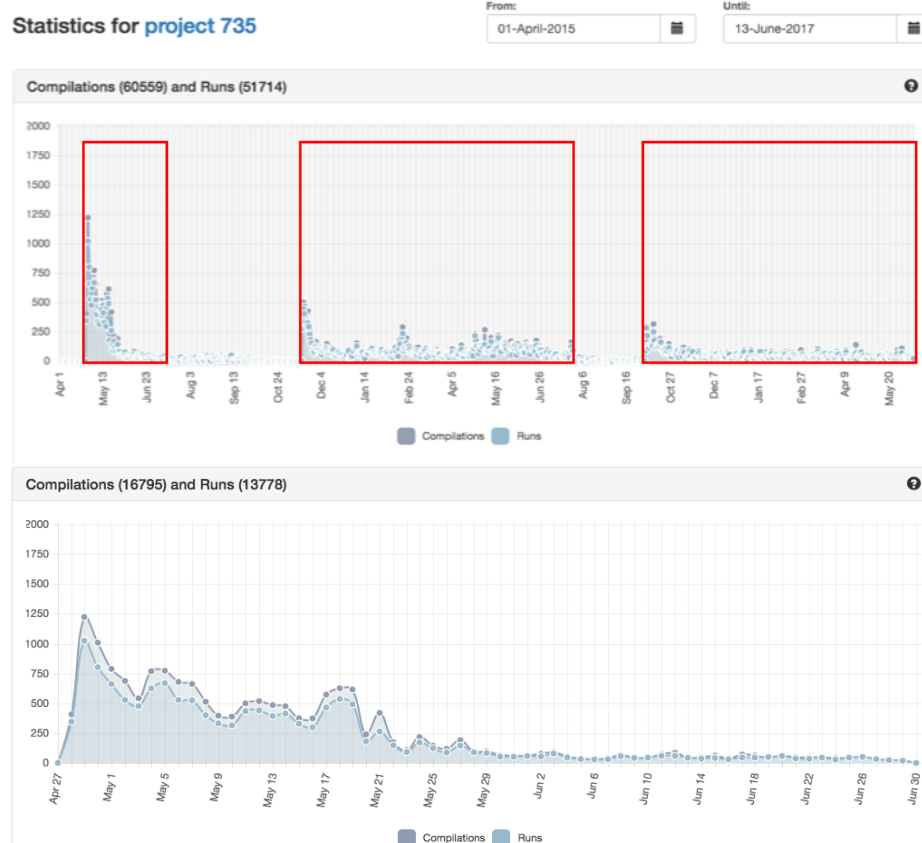 Statistics for project 735
From:
01-April-2015
Until:
13-June-2017
Compilations (60559) and Runs (51714)
2000
1750
1500
1250
1000
750
500
250
0
Apr 1
May 13
Jun 23
Aug 3
Sep 13
Oct 24
Dec 4
Jan 14
Feb 24
Apr 5
May 16
Jun 26
Aug 6
Sep 16
Oct 27
Dec 7
Jan 17
Feb 27
Apr 9
May 20
Compilations Runs
Compilations (16795) and Runs (13778)
2000
1750
1500
1250
1000
750
500
250
0
Apr 27
May 1
May 5
May 9
May 13
May 17
May 21
May 25
May 29
Jun 2
Jun 6
Jun 10
Jun 14
Jun 18
Jun 22
Jun 26
Jun 30
Compilations Runs